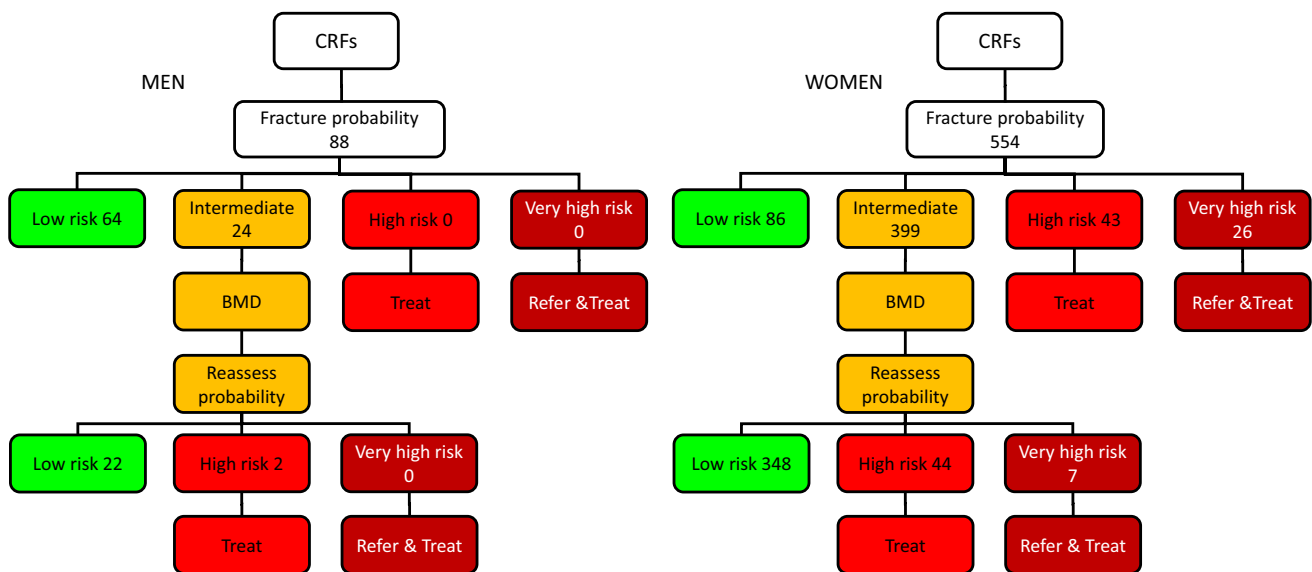 CRFs
MEN
Fracture probability
88
Low risk 64
Intermediate
24
High risk 0
Very high risk
0
BMD
Treat
Refer &Treat
Reassess
probability
Low risk 22
High risk 2
Very high risk
0
Treat
Refer & Treat
CRFs
WOMEN
Fracture probability
554
Low risk 86
Intermediate
399
High risk 43
Very high risk
26
BMD
Treat
Refer &Treat
Reassess
probability
Low risk 348
High risk 44
Very high risk
7
Treat
Refer & Treat